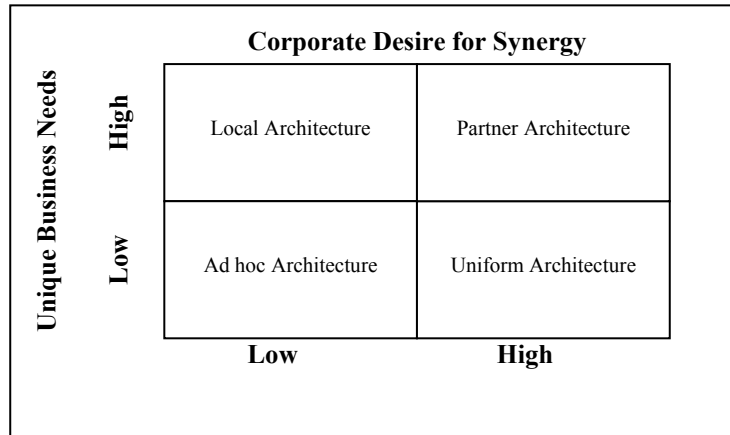 Corporate Desire for Synergy
Unique Business Needs
High
Local Architecture
Partner Architecture
Low
Ad hoc Architecture
Uniform Architecture
Low
High